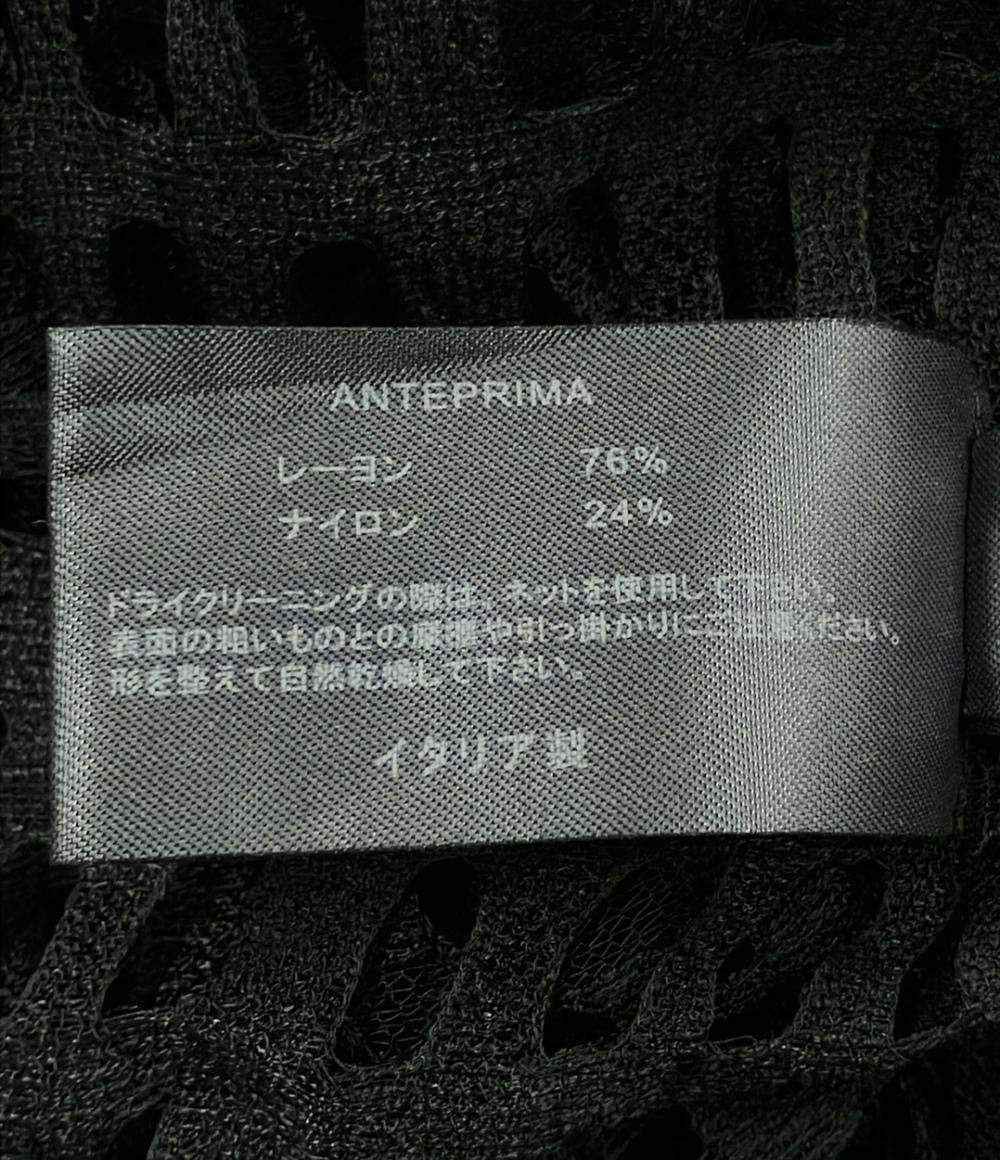 ANTEPRIMA
レーヨン 76%
ナイロン 24%
ドライクリーニングの際は、ネットを使用して下さい。
表面の粗いものとの摩擦や引っ掛かりにご注意ください。
形を整えて自然乾燥して下さい。
イタリア製